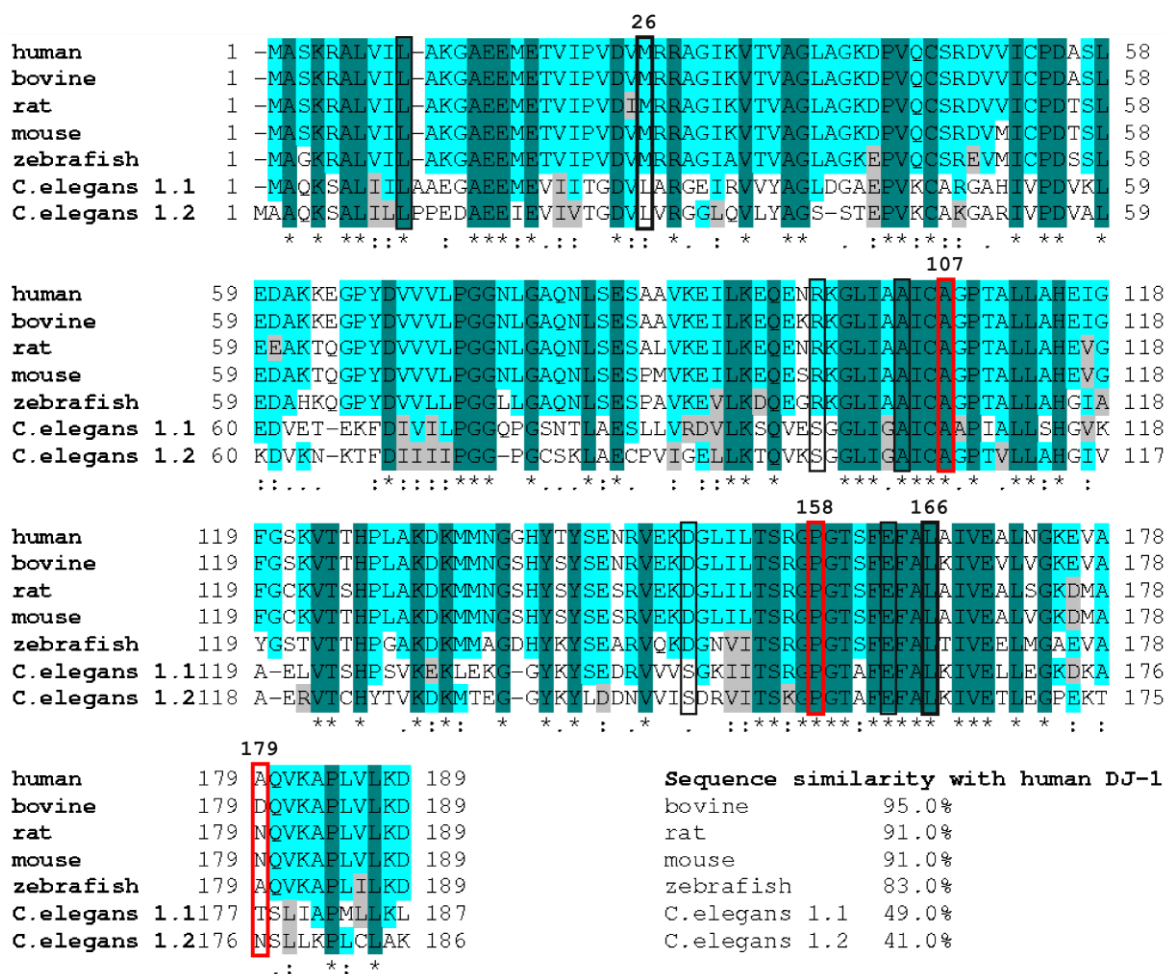 26
human 1 -MASKRALVIL-AKGAEEMETVIPVDVMRRAGIKVTVAGLAGKDPVQCSRDVVICPDASL 58
bovine 1 -MASKRALVIL-AKGAEEMETVIPVDVMRRAGIKVTVAGLAGKDPVQCSRDVVICPDASL 58
rat 1 -MASKRALVIL-AKGAEEMETVIPVDIMRRAGIKVTVAGLAGKDPVQCSRDVVICPDTSL 58
mouse 1 -MASKRALVIL-AKGAEEMETVIPVDVMRRAGIKVTVAGLAGKDPVQCSRDVMICPDTSL 58
zebrafish 1 -MAGKRALVIL-AKGAEEMETVIPVDVMRRAGIAVTVAGLAGKEPVQCSREVMICPDSSL 58
C.elegans 1.1 1 -MAQKSALIILAAEGAEEMEVIITGDVLARGEIRVVYAGLDGAEPVKCARGAHIVPDVKL 59
C.elegans 1.2 1 MAAQKSALILLPPEDAEEIEVIVTGDVLVRGGLQVLYAGS-STEPVKCAKGARIVPDVAL 59
* * **::* : ***:*.::. **: *. : * *** . :***:*::. . * ** *
107
human 59 EDAKKEGPYDVVVLPGGNLGAQNLSESAAVKEILKEQENRKGLIAAICAGPTALLAHEIG 118
bovine 59 EDAKKEGPYDVVVLPGGNLGAQNLSESAAVKEILKEQEKRKGLIAAICAGPTALLAHEIG 118
rat 59 EEAKTQGPYDVVVLPGGNLGAQNLSESALVKEILKEQENRKGLIAAICAGPTALLAHEVG 118
mouse 59 EDAKTQGPYDVVVLPGGNLGAQNLSESPMVKEILKEQESRKGLIAAICAGPTALLAHEVG 118
zebrafish 59 EDAHKQGPYDVVLLPGGLLGAQNLSESPAVKEVLKDQEGRKGLIAAICAGPTALLAHGIA 118
C.elegans 1.1 60 EDVET-EKFDIVILPGGQPGSNTLAESLLVRDVLKSQVESGGLIGAICAAPIALLSHGVK 118
C.elegans 1.2 60 KDVKN-KTFDIIIIPGG-PGCSKLAECPVIGELLKTQVKSGGLIGAICAGPTVLLAHGIV 117
::.. :*:::*** *...*:*. : ::** * ***.****.* .**:* :
158 166
human 119 FGSKVTTHPLAKDKMMNGGHYTYSENRVEKDGLILTSRGPGTSFEFALAIVEALNGKEVA 178
bovine 119 FGSKVTTHPLAKDKMMNGSHYSYSENRVEKDGLILTSRGPGTSFEFALKIVEVLVGKEVA 178
rat 119 FGCKVTSHPLAKDKMMNGSHYSYSESRVEKDGLILTSRGPGTSFEFALAIVEALSGKDMA 178
mouse 119 FGCKVTTHPLAKDKMMNGSHYSYSESRVEKDGLILTSRGPGTSFEFALAIVEALVGKDMA 178
zebrafish 119 YGSTVTTHPGAKDKMMAGDHYKYSEARVQKDGNVITSRGPGTSFEFALTIVEELMGAEVA 178
C.elegans 1.1 119 A-ELVTSHPSVKEKLEKG-GYKYSEDRVVVSGKIITSRGPGTAFEFALKIVELLEGKDKA 176
C.elegans 1.2 118 A-ERVTCHYTVKDKMTEG-GYKYLDDNVVISDRVITSKGPGTAFEFALKIVETLEGPEKT 175
** * .*:*: * *.* : .* . ::**:****:***** *** * * : :
179
human 179 AQVKAPLVLKD 189
bovine 179 DQVKAPLVLKD 189
rat 179 NQVKAPLVLKD 189
mouse 179 NQVKAPLVLKD 189
zebrafish 179 AQVKAPLILKD 189
C.elegans 1.1 177 TSLIAPMLLKL 187
C.elegans 1.2 176 NSLLKPLCLAK 186
.: *: *
Sequence similarity with human DJ-1
bovine 95.0%
rat 91.0%
mouse 91.0%
zebrafish 83.0%
C.elegans 1.1 49.0%
C.elegans 1.2 41.0%